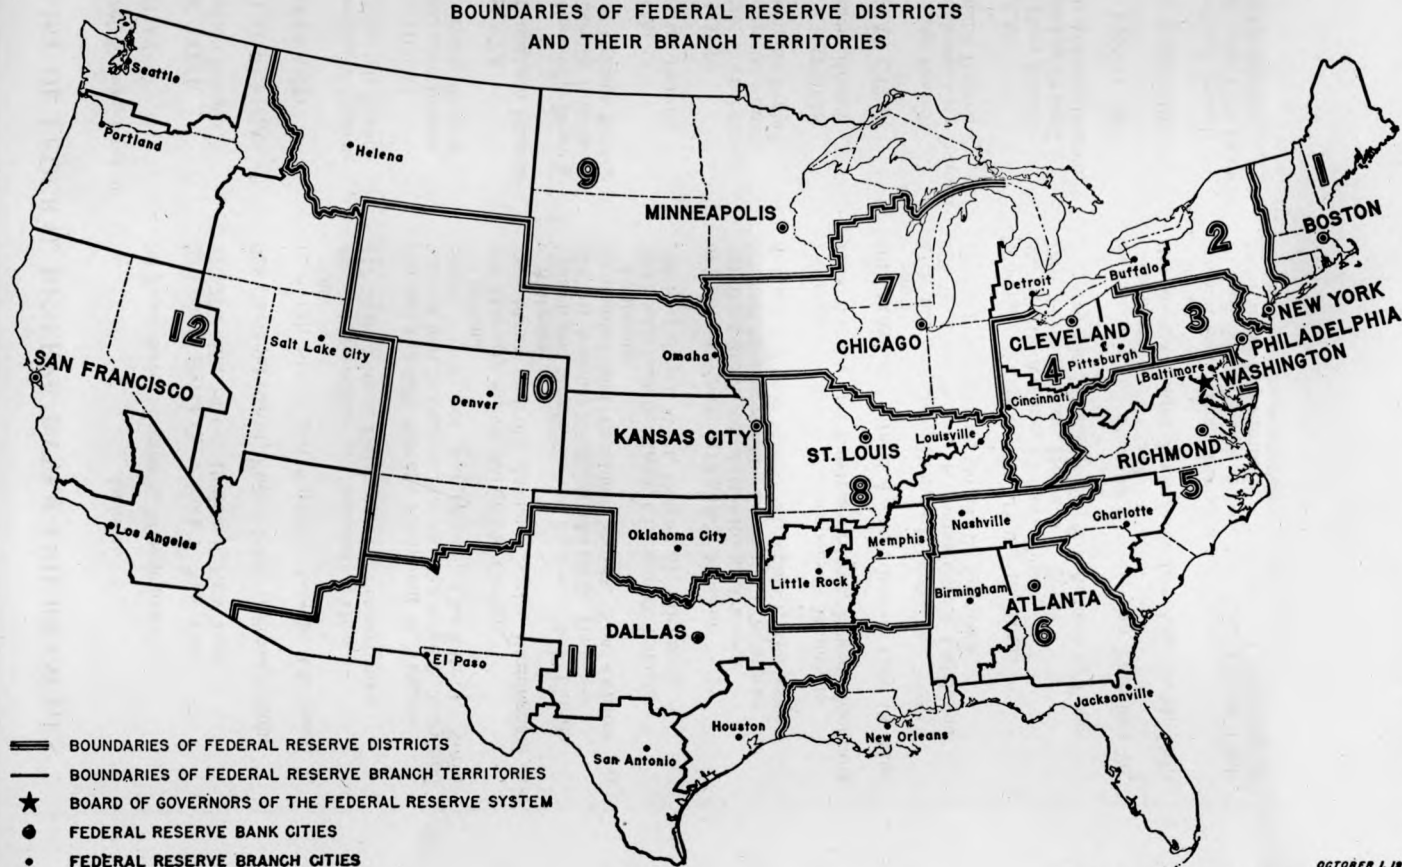 BOUNDARIES OF FEDERAL RESERVE DISTRICTS
AND THEIR BRANCH TERRITORIES
Seattle
Portland
Helena
9
MINNEAPOLIS
1
BOSTON
2
Buffalo
Detroit
7
CHICAGO
CLEVELAND
4
Pittsburgh
Cincinnati
3
NEW YORK
PHILADELPHIA
WASHINGTON
Baltimore
12
SAN FRANCISCO
Salt Lake City
Omaha
10
Denver
KANSAS CITY
ST. LOUIS
8
Louisville
RICHMOND
5
Charlotte
Los Angeles
Oklahoma City
Little Rock
Memphis
Nashville
Birmingham
ATLANTA
6
DALLAS
11
El Paso
Houston
San Antonio
New Orleans
Jacksonville
BOUNDARIES OF FEDERAL RESERVE DISTRICTS
BOUNDARIES OF FEDERAL RESERVE BRANCH TERRITORIES
BOARD OF GOVERNORS OF THE FEDERAL RESERVE SYSTEM
FEDERAL RESERVE BANK CITIES
FEDERAL RESERVE BRANCH CITIES
OCTOBER 1, 19